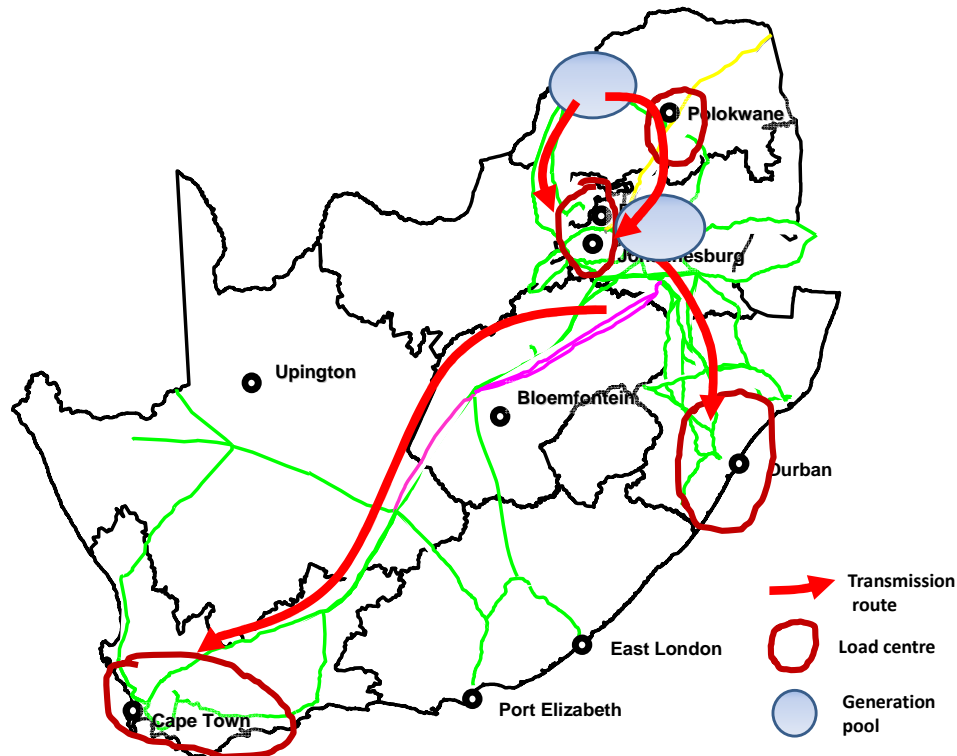 Polokwane
Johannesburg
Upington
Bloemfontein
Durban
East London
Port Elizabeth
Cape Town
Transmission
route
Load centre
Generation
pool